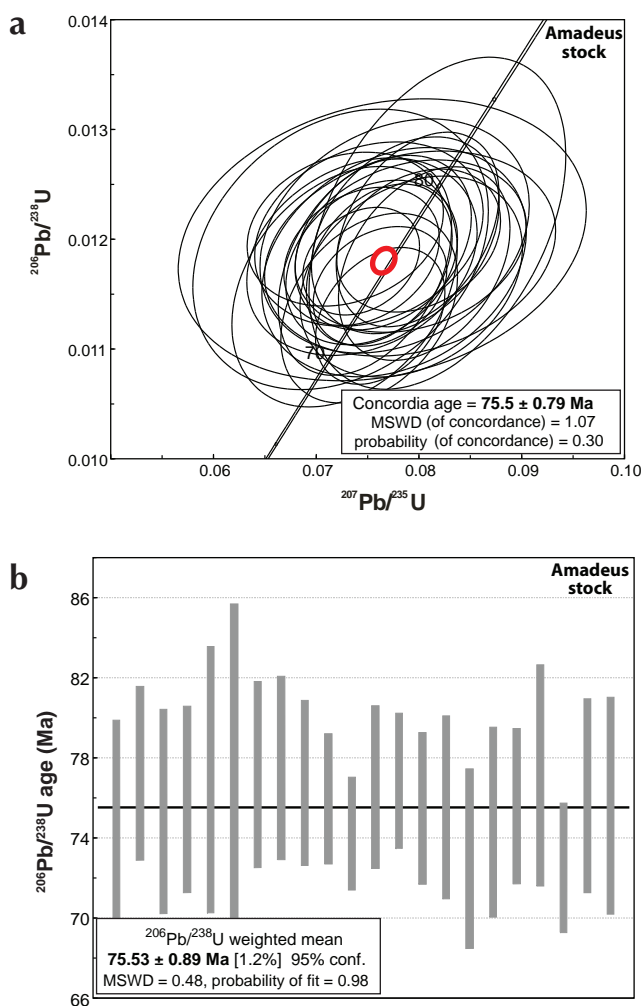 a
Amadeus
stock
0.014
0.013
0.012
0.011
0.010
²⁰⁶Pb/²³⁸U
80
70
Concordia age = 75.5 ± 0.79 Ma
MSWD (of concordance) = 1.07
probability (of concordance) = 0.30
0.06 0.07 0.08 0.09 0.10
²⁰⁷Pb/²³⁵U
b
Amadeus
stock
86
82
78
74
70
66
²⁰⁶Pb/²³⁸U age (Ma)
²⁰⁶Pb/²³⁸U weighted mean
75.53 ± 0.89 Ma [1.2%] 95% conf.
MSWD = 0.48, probability of fit = 0.98